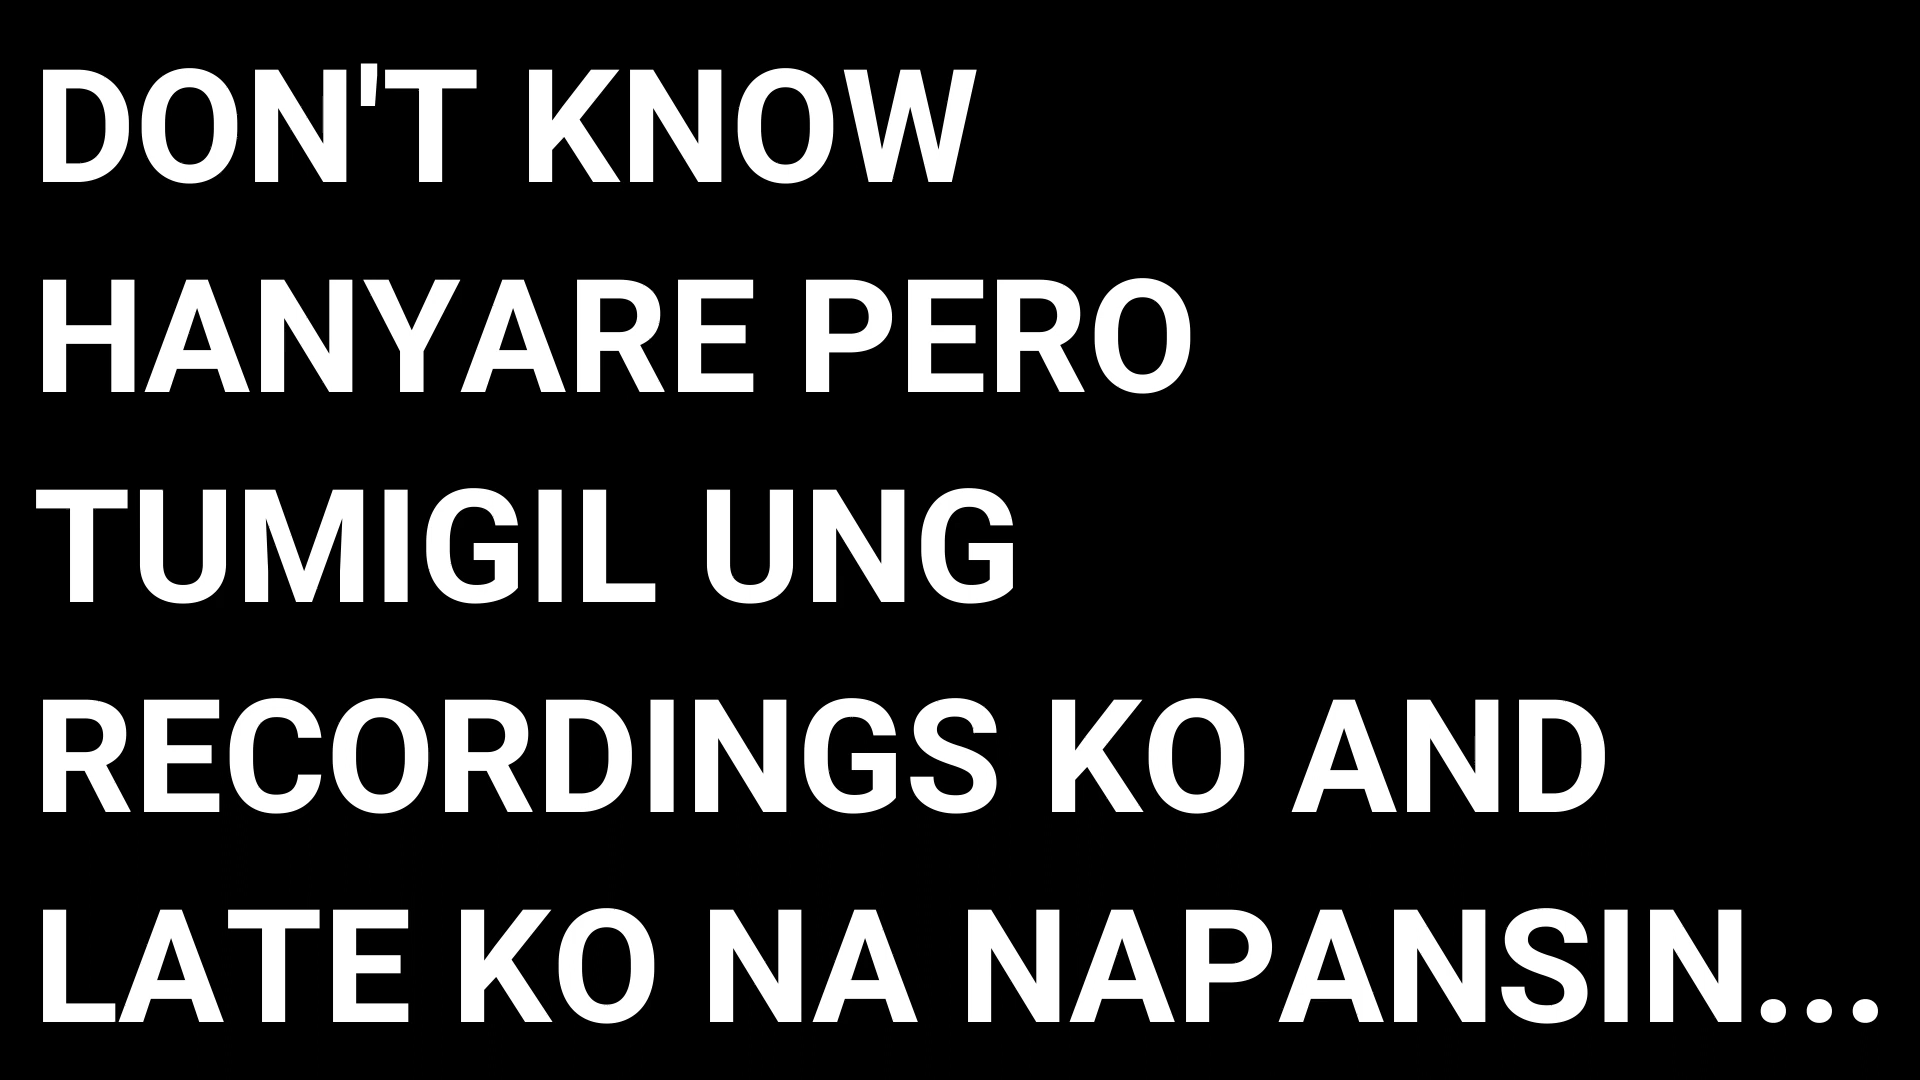 DON'T KNOW
HANYARE PERO
TUMIGIL UNG
RECORDINGS KO AND
LATE KO NA NAPANSIN...